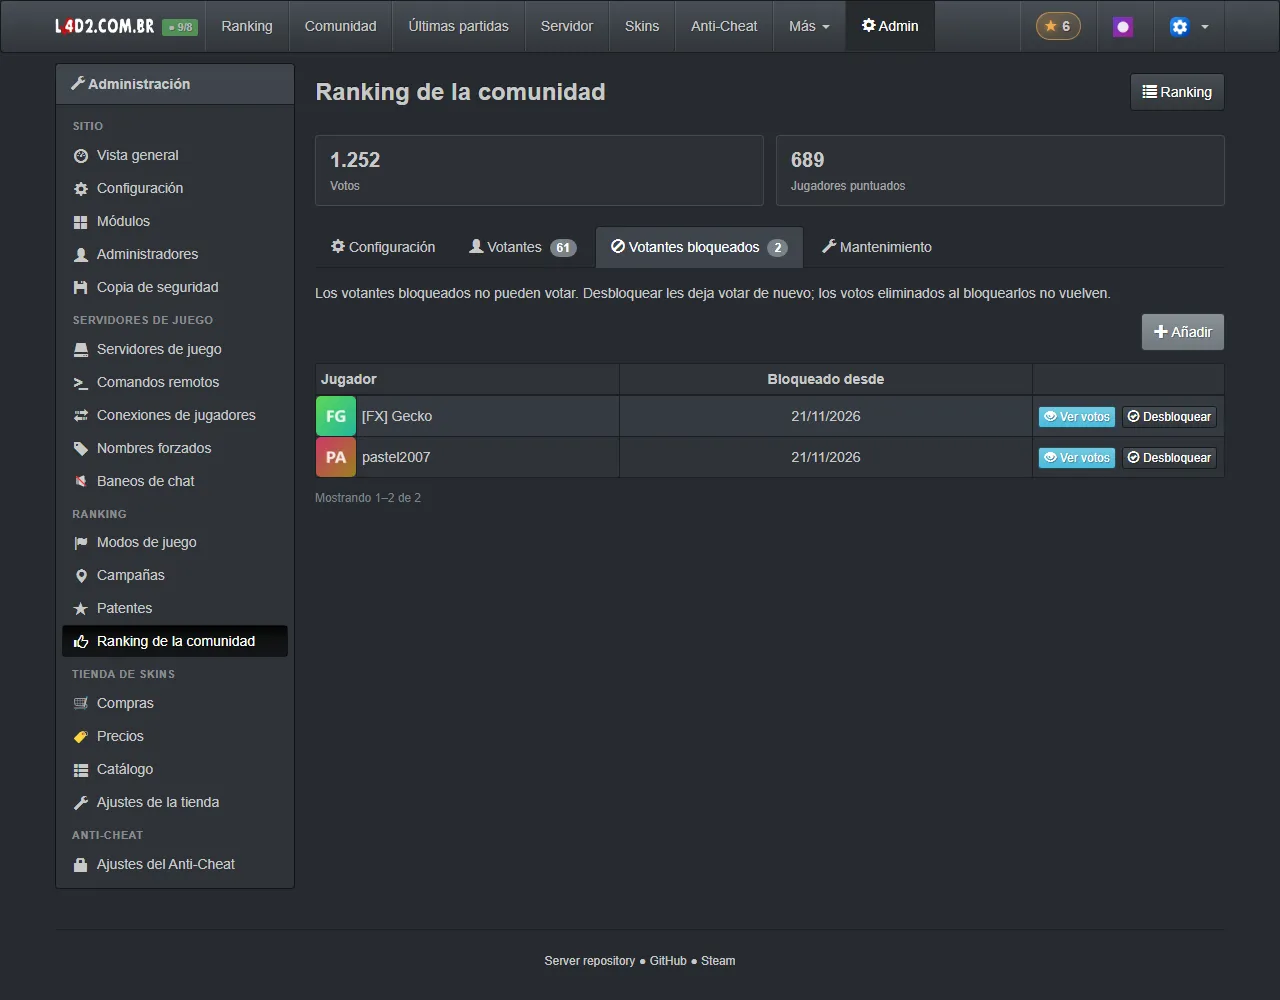 L4D2.COM.BR 9/8 Ranking Comunidad Últimas partidas Servidor Skins Anti-Cheat Más Admin 6
Administración
SITIO
Vista general
Configuración
Módulos
Administradores
Copia de seguridad
SERVIDORES DE JUEGO
Servidores de juego
Comandos remotos
Conexiones de jugadores
Nombres forzados
Baneos de chat
RANKING
Modos de juego
Campañas
Patentes
Ranking de la comunidad
TIENDA DE SKINS
Compras
Precios
Catálogo
Ajustes de la tienda
ANTI-CHEAT
Ajustes del Anti-Cheat
Ranking de la comunidad
Ranking
1.252
Votos
689
Jugadores puntuados
Configuración Votantes 61 Votantes bloqueados 2 Mantenimiento
Los votantes bloqueados no pueden votar. Desbloquear les deja votar de nuevo; los votos eliminados al bloquearlos no vuelven.
Añadir
Jugador Bloqueado desde
FG [FX] Gecko 21/11/2026 Ver votos Desbloquear
PA pastel2007 21/11/2026 Ver votos Desbloquear
Mostrando 1–2 de 2
Server repository ● GitHub ● Steam